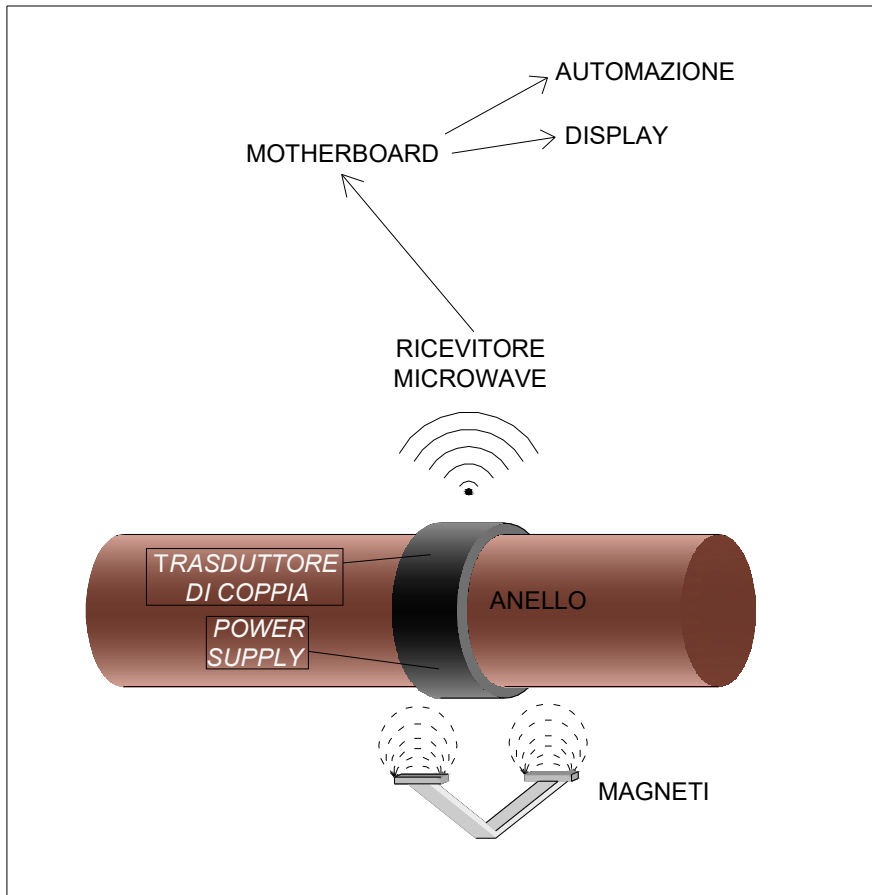 AUTOMAZIONE
DISPLAY
MOTHERBOARD
RICEVITORE
MICROWAVE
TRASDUTTORE
DI COPPIA
ANELLO
POWER
SUPPLY
MAGNETI